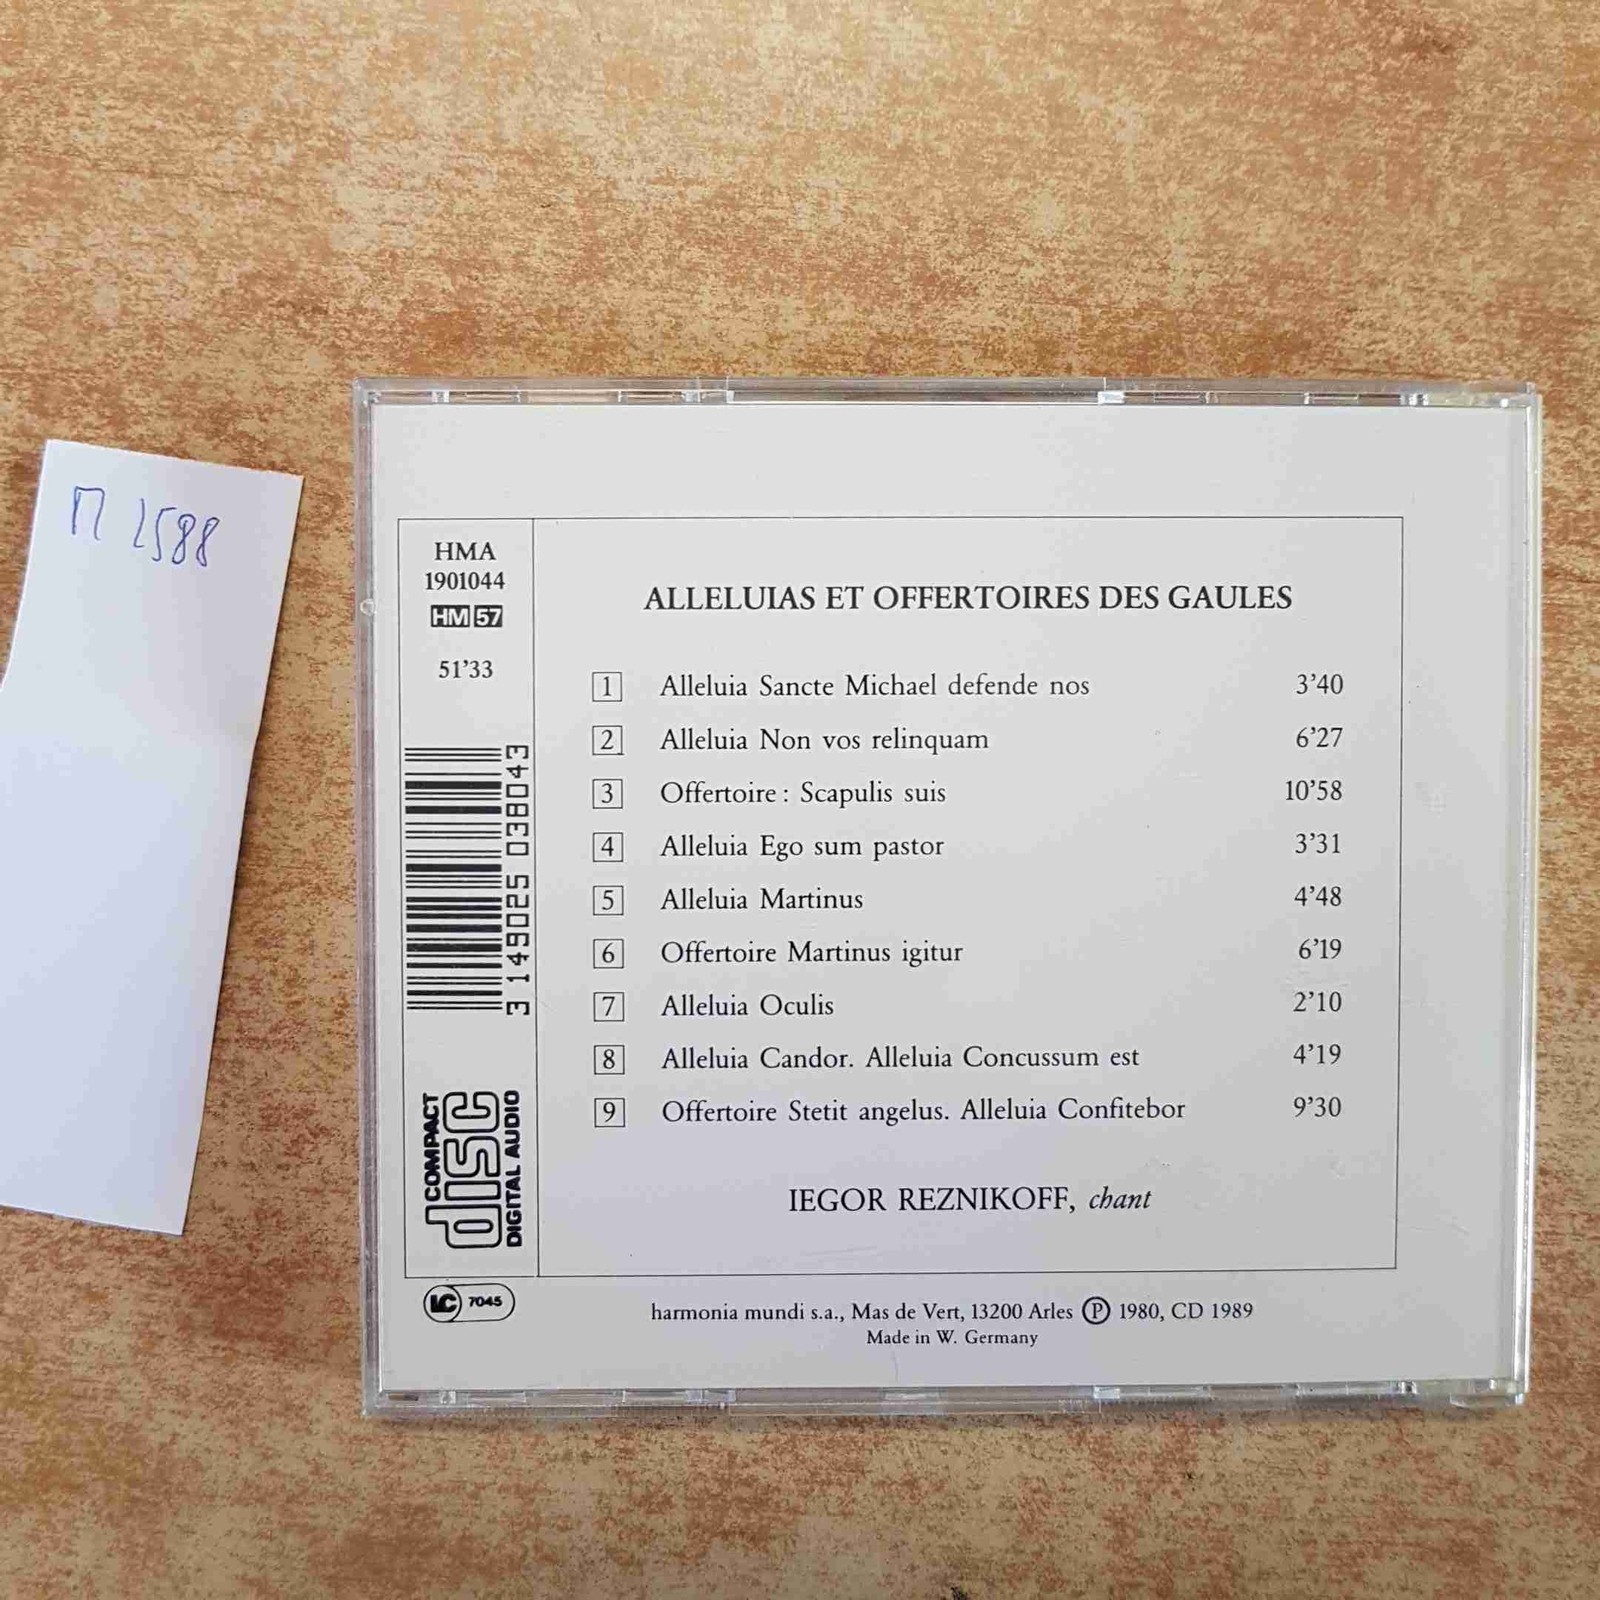 П 2588
HMA
1901044
HM 57
51'33
3 149025 038043
COMPACT
disc
DIGITAL AUDIO
ALLELUIAS ET OFFERTOIRES DES GAULES
1 Alleluia Sancte Michael defende nos 3'40
2 Alleluia Non vos relinquam 6'27
3 Offertoire : Scapulis suis 10'58
4 Alleluia Ego sum pastor 3'31
5 Alleluia Martinus 4'48
6 Offertoire Martinus igitur 6'19
7 Alleluia Oculis 2'10
8 Alleluia Candor. Alleluia Concussum est 4'19
9 Offertoire Stetit angelus. Alleluia Confitebor 9'30
IEGOR REZNIKOFF, chant
LC 7045
harmonia mundi s.a., Mas de Vert, 13200 Arles Ⓟ 1980, CD 1989
Made in W. Germany